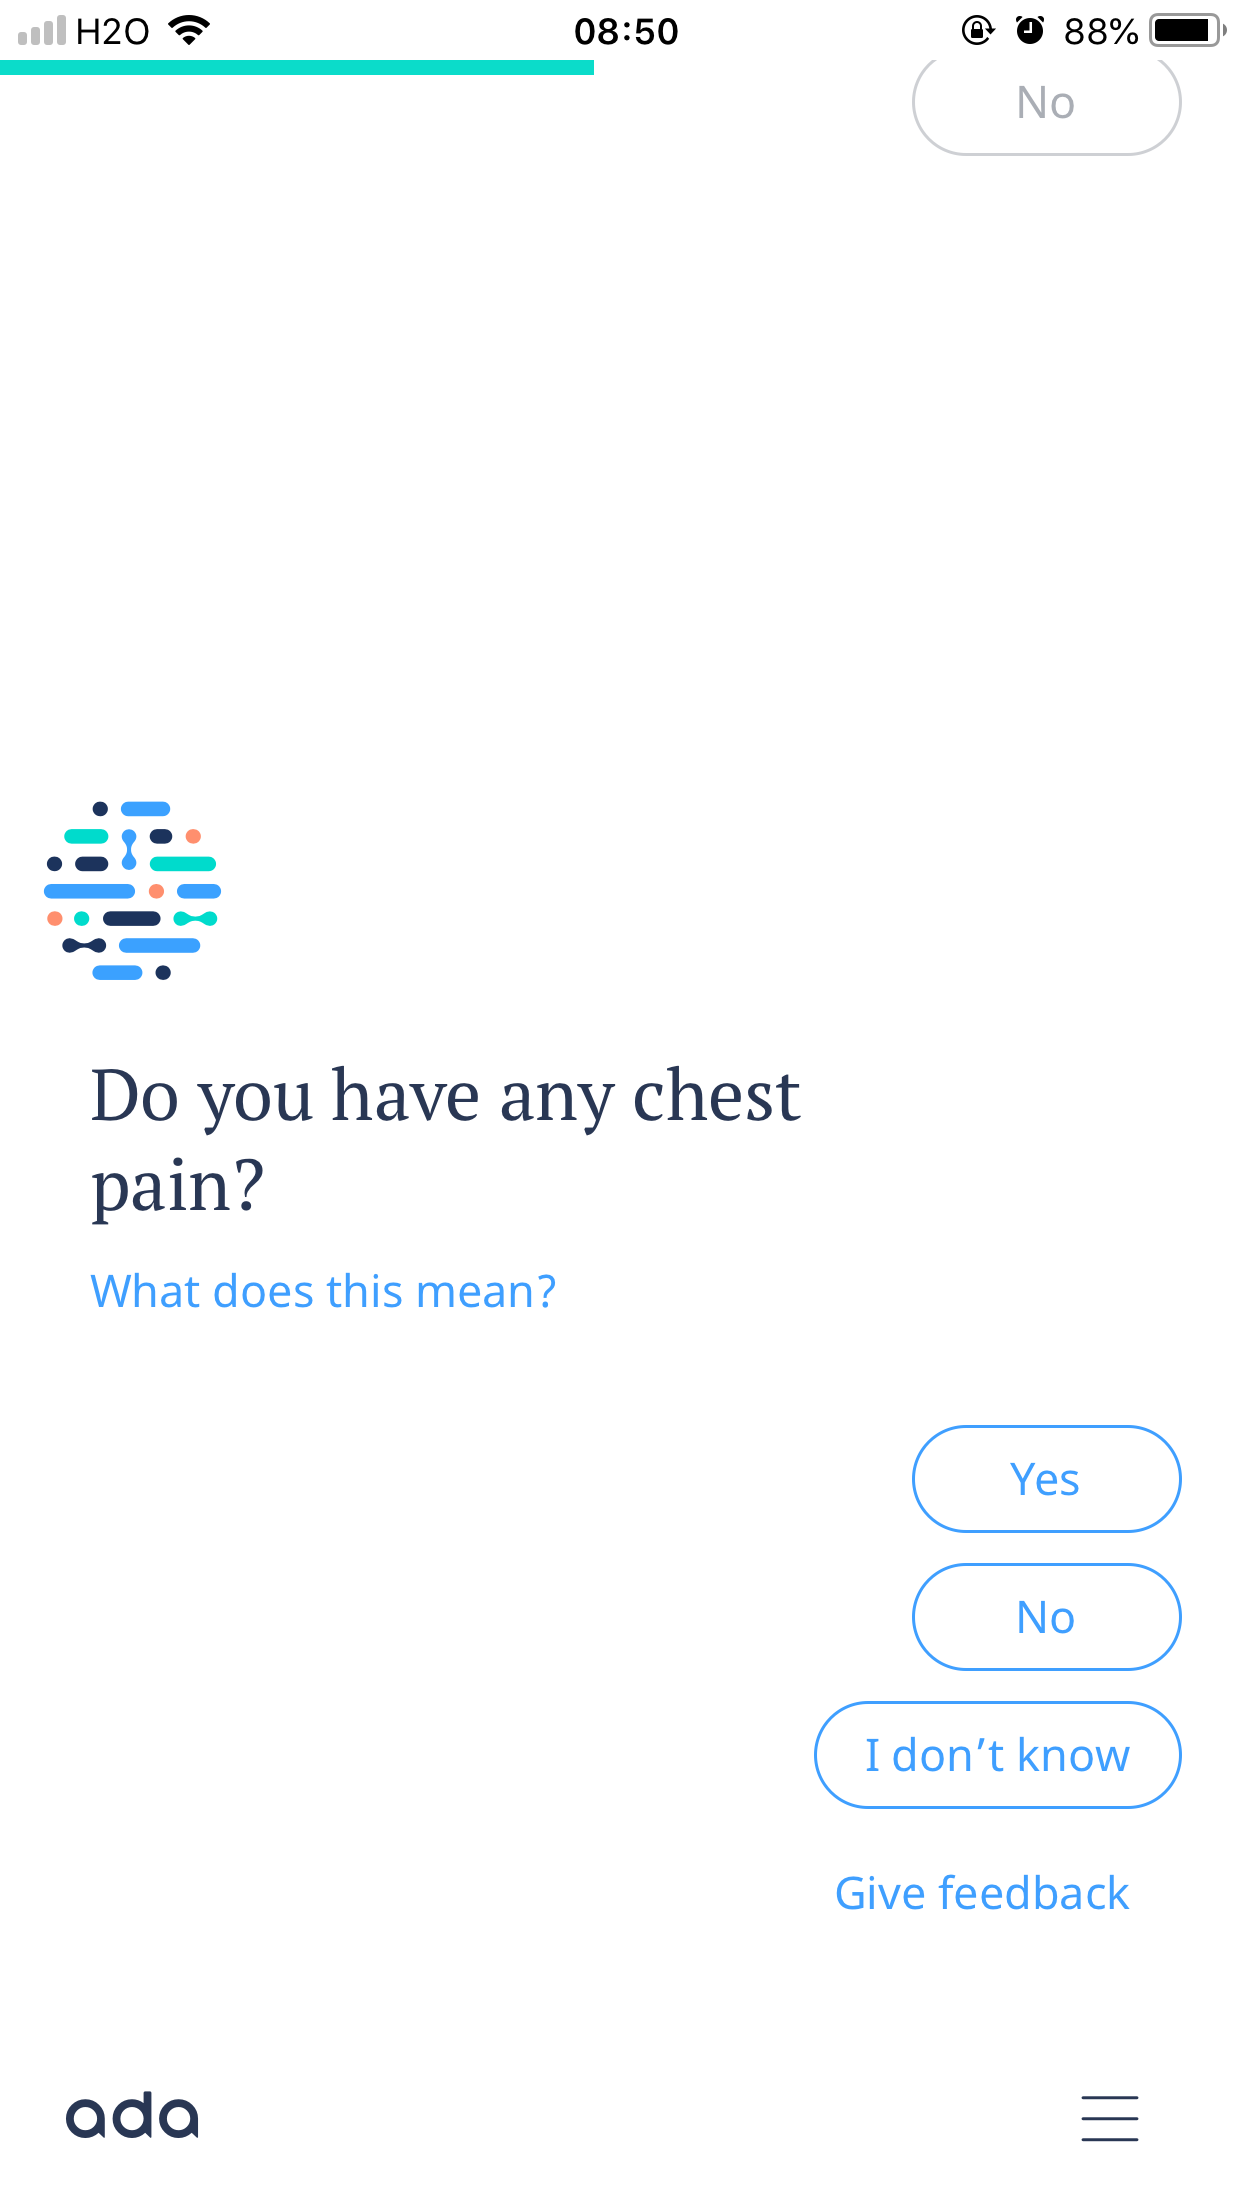 H2O 08:50 88%
No
Do you have any chest
pain?
What does this mean?
Yes
No
I don’t know
Give feedback
ada